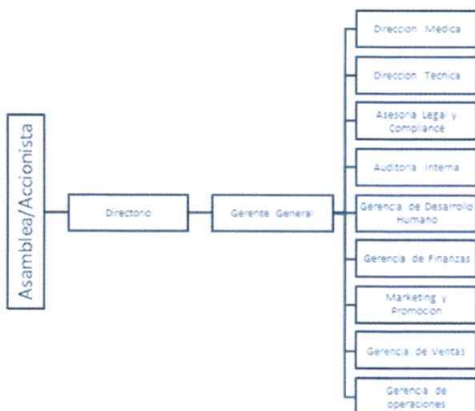 Asamblea/Accionista
Directorio
Gerente General
Direccion Medica
Direccion Tecnica
Asesoria Legal y
Compliance
Auditoria Interna
Gerencia de Desarrollo
Humano
Gerencia de Finanzas
Marketing y
Promocion
Gerencia de Ventas
Gerencia de
operaciones